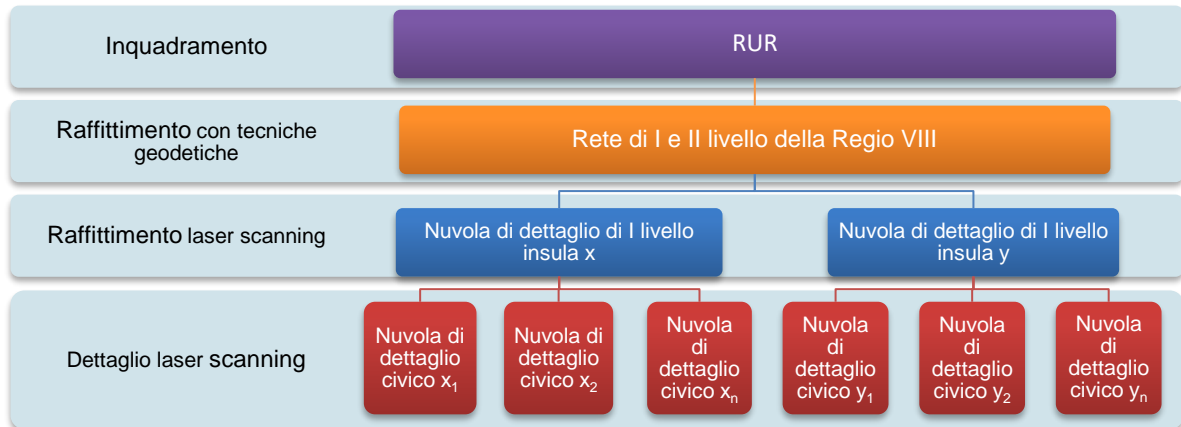 Inquadramento
RUR
Raffittimento con tecniche
geodetiche
Rete di I e II livello della Regio VIII
Raffittimento laser scanning
Nuvola di dettaglio di I livello
insula x
Nuvola di dettaglio di I livello
insula y
Dettaglio laser scanning
Nuvola di
dettaglio
civico x₁
Nuvola di
dettaglio
civico x₂
Nuvola
di
dettaglio
civico xₙ
Nuvola
di
dettaglio
civico y₁
Nuvola
di
dettaglio
civico y₂
Nuvola
di
dettaglio
civico yₙ